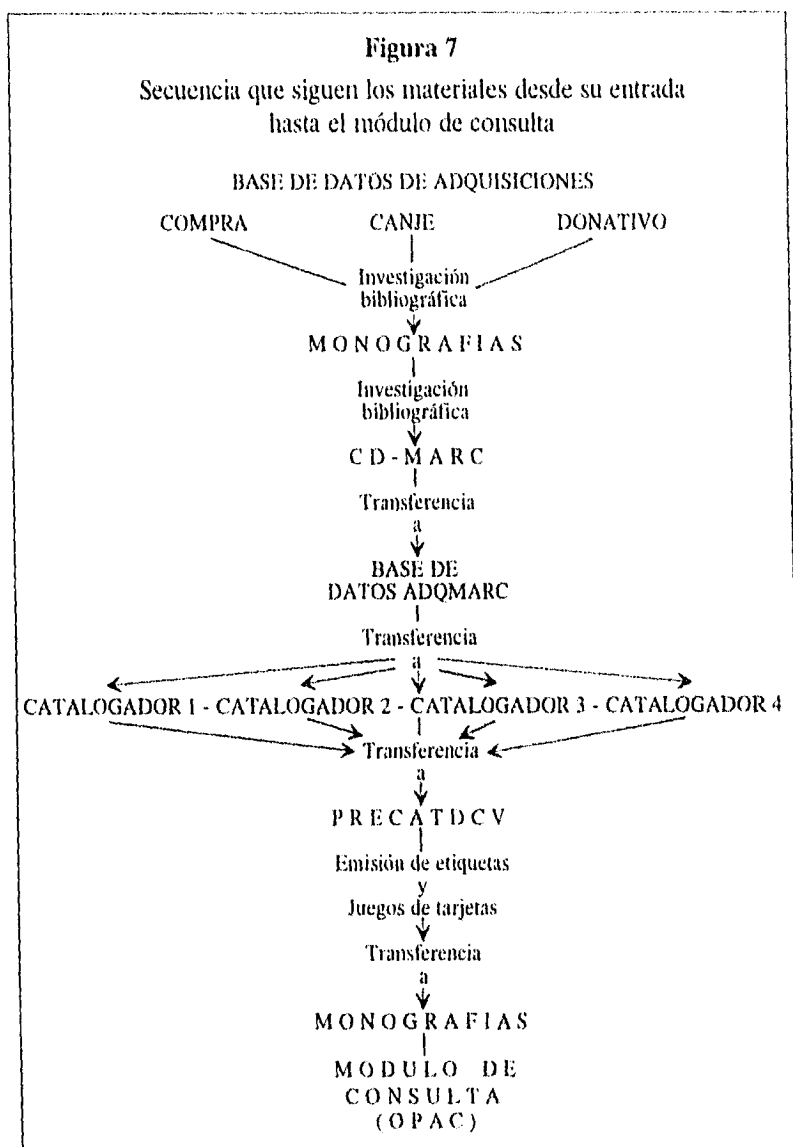 Figura 7
Secuencia que siguen los materiales desde su entrada
hasta el módulo de consulta
BASE DE DATOS DE ADQUISICIONES
COMPRA CANJE DONATIVO
Investigación
bibliográfica
MONOGRAFIAS
Investigación
bibliográfica
CD-MARC
Transferencia
a
BASE DE
DATOS ADQMARC
Transferencia
a
CATALOGADOR 1 - CATALOGADOR 2 - CATALOGADOR 3 - CATALOGADOR 4
Transferencia
a
PRECATDCV
Emisión de etiquetas
y
Juegos de tarjetas
Transferencia
a
MONOGRAFIAS
MODULO DE
CONSULTA
(OPAC)